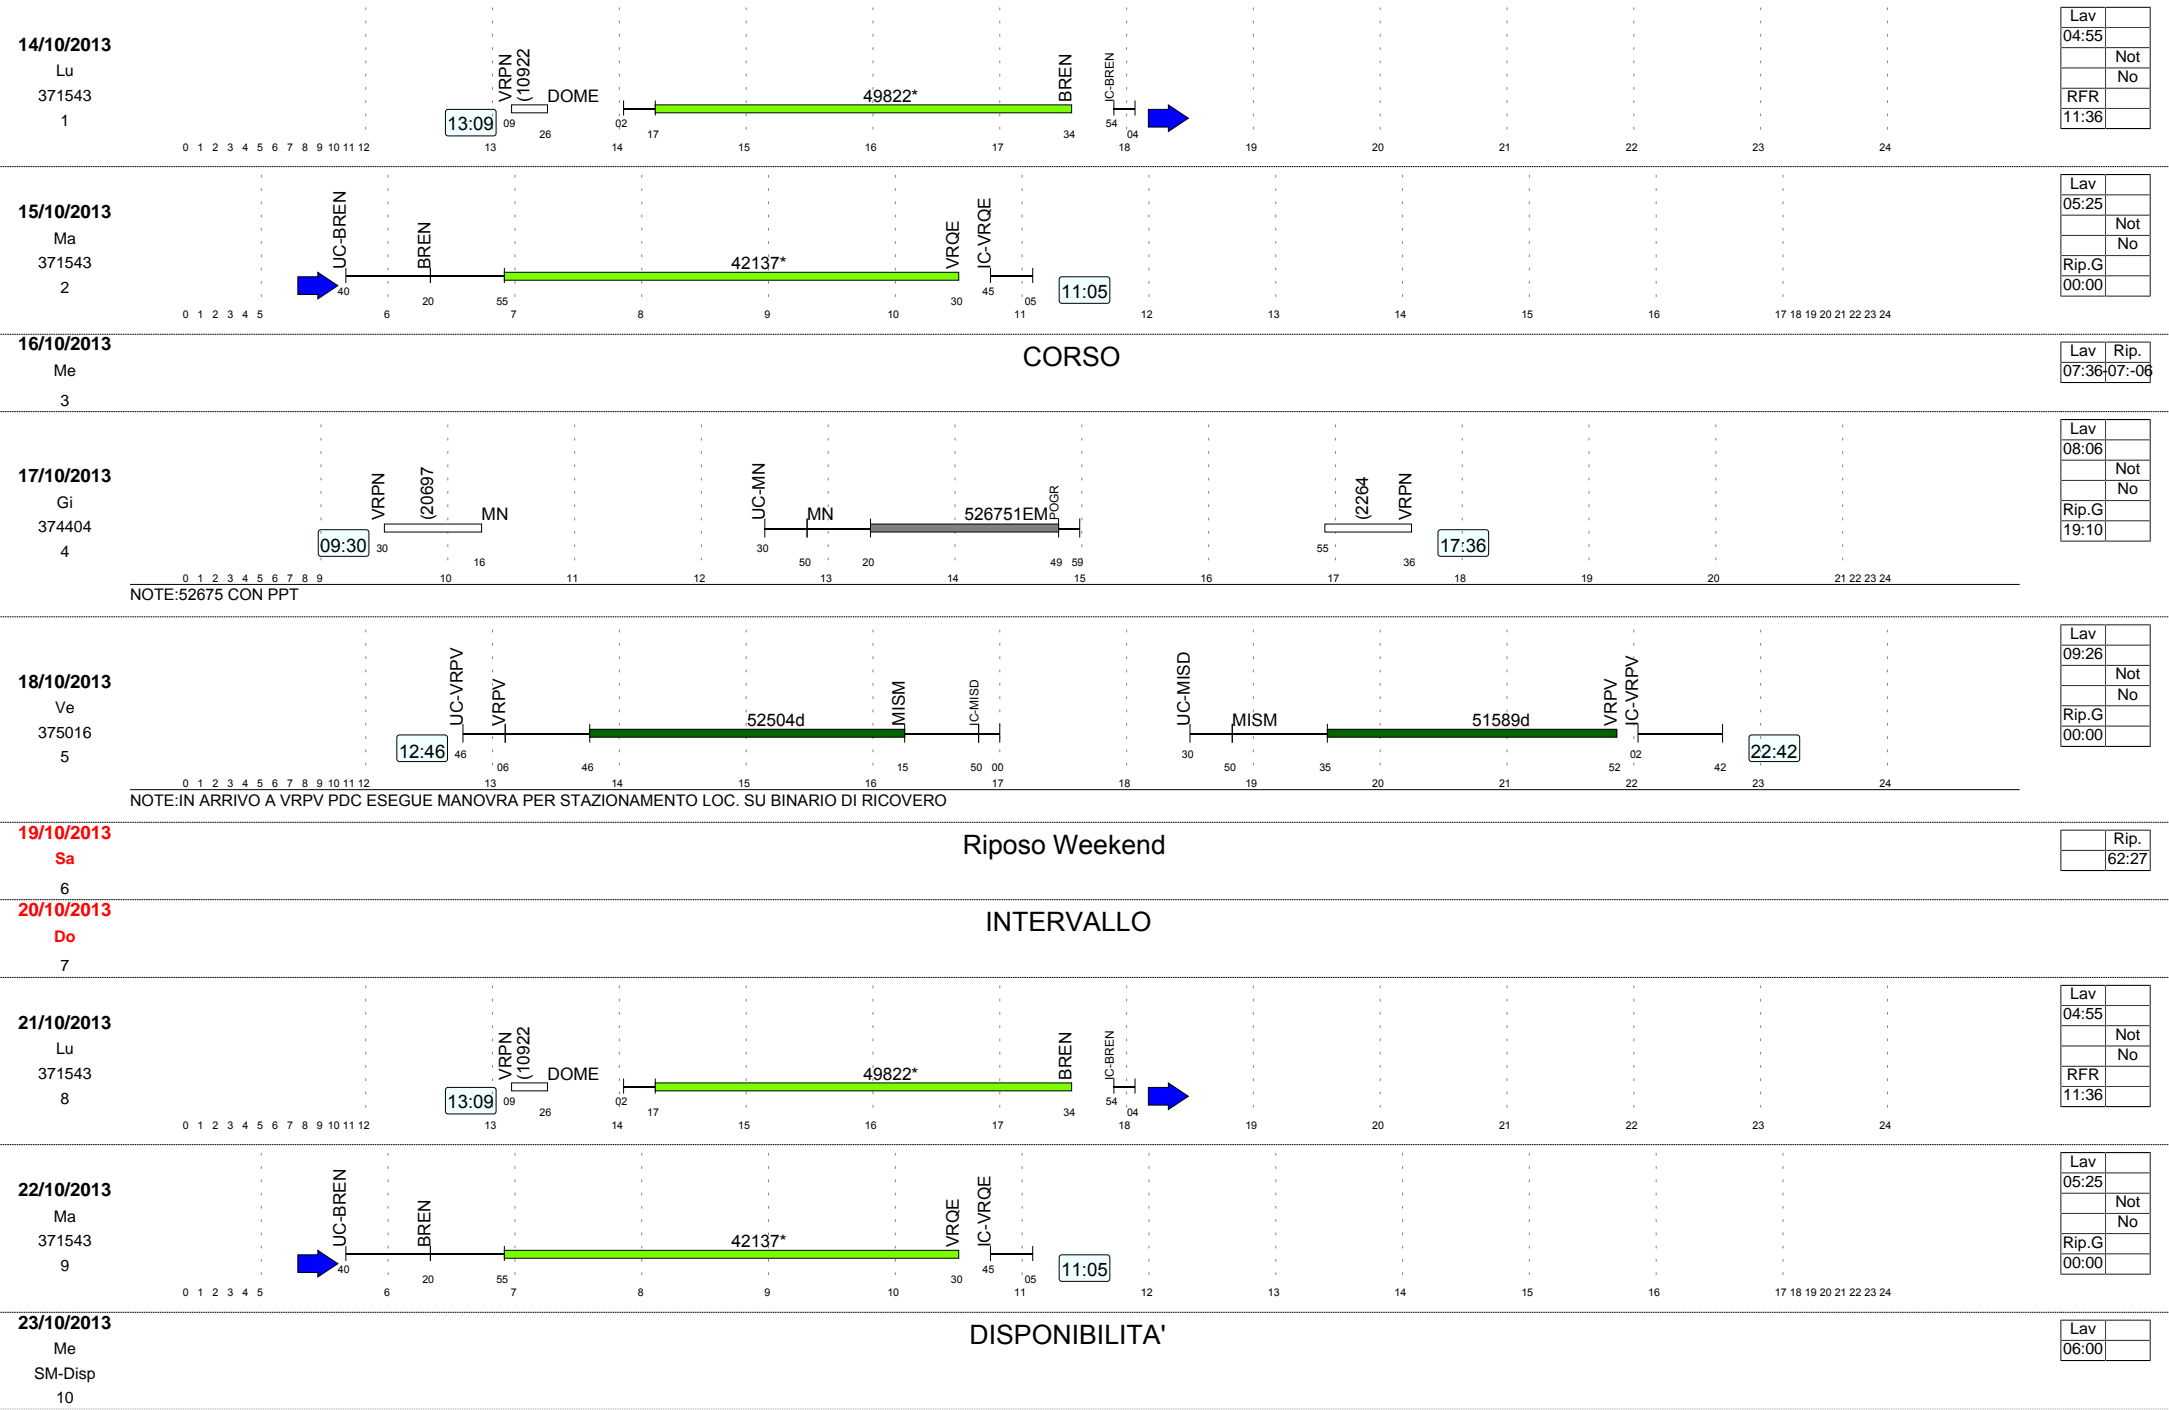 14/10/2013
Lu
371543
1
13:09
VRPN
(10922
DOME
49822*
BREN
IC-BREN
09 26 02 17 34 54 04
0 1 2 3 4 5 6 7 8 9 10 11 12 13 14 15 16 17 18 19 20 21 22 23 24
Lav
04:55
Not
No
RFR
11:36
15/10/2013
Ma
371543
2
UC-BREN
BREN
42137*
VRQE
IC-VRQE
11:05
40 20 55 30 45 05
0 1 2 3 4 5 6 7 8 9 10 11 12 13 14 15 16 17 18 19 20 21 22 23 24
Lav
05:25
Not
No
Rip.G
00:00
16/10/2013
Me
3
CORSO
Lav Rip.
07:36 -07:-06
17/10/2013
Gi
374404
4
09:30
VRPN
(20697
MN
UC-MN
MN
526751EM
POGR
(2264
VRPN
17:36
30 16 30 50 20 49 59 55 36
0 1 2 3 4 5 6 7 8 9 10 11 12 13 14 15 16 17 18 19 20 21 22 23 24
NOTE:52675 CON PPT
Lav
08:06
Not
No
Rip.G
19:10
18/10/2013
Ve
375016
5
12:46
UC-VRPV
VRPV
52504d
MISM
IC-MISD
UC-MISD
MISM
51589d
VRPV
IC-VRPV
22:42
46 06 46 15 50 00 30 50 35 52 02 42
0 1 2 3 4 5 6 7 8 9 10 11 12 13 14 15 16 17 18 19 20 21 22 23 24
NOTE:IN ARRIVO A VRPV PDC ESEGUE MANOVRA PER STAZIONAMENTO LOC. SU BINARIO DI RICOVERO
Lav
09:26
Not
No
Rip.G
00:00
19/10/2013
Sa
6
Riposo Weekend
Rip.
62:27
20/10/2013
Do
7
INTERVALLO
21/10/2013
Lu
371543
8
13:09
VRPN
(10922
DOME
49822*
BREN
IC-BREN
09 26 02 17 34 54 04
0 1 2 3 4 5 6 7 8 9 10 11 12 13 14 15 16 17 18 19 20 21 22 23 24
Lav
04:55
Not
No
RFR
11:36
22/10/2013
Ma
371543
9
UC-BREN
BREN
42137*
VRQE
IC-VRQE
11:05
40 20 55 30 45 05
0 1 2 3 4 5 6 7 8 9 10 11 12 13 14 15 16 17 18 19 20 21 22 23 24
Lav
05:25
Not
No
Rip.G
00:00
23/10/2013
Me
SM-Disp
10
DISPONIBILITA'
Lav
06:00